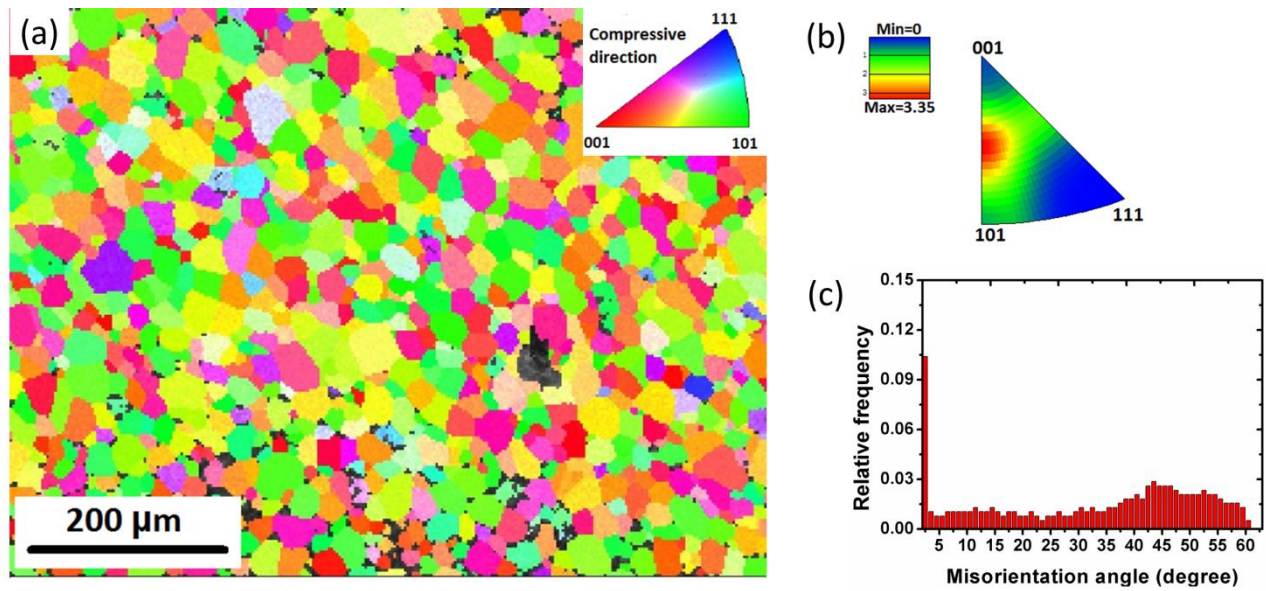 (a)
111
Compressive
direction
001
101
200 µm
(b)
Min=0
1
2
3
Max=3.35
001
101
111
(c)
0.15
0.12
0.09
0.06
0.03
0.00
Relative frequency
5 10 15 20 25 30 35 40 45 50 55 60
Misorientation angle (degree)